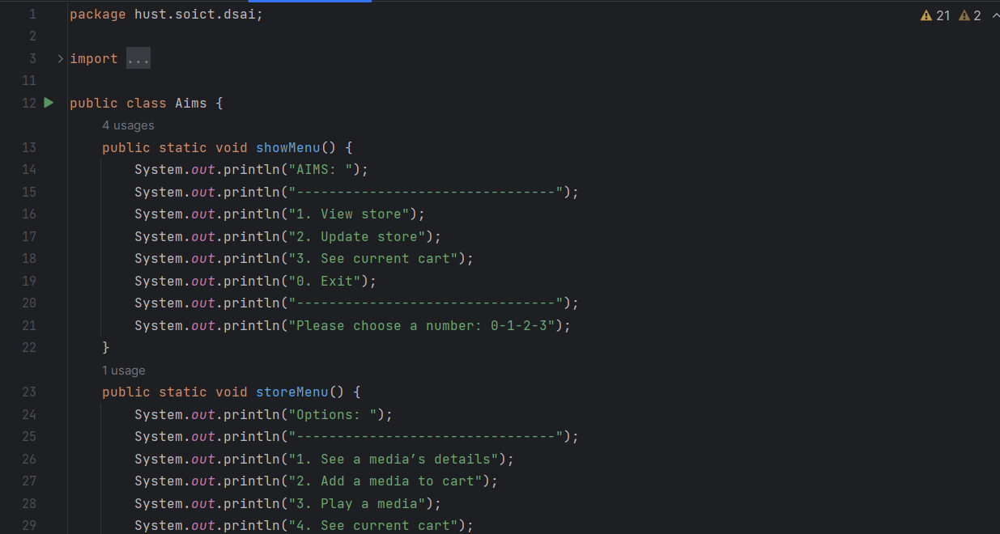 1 package hust.soict.dsai;
2
3 import ...
11
12 public class Aims {
4 usages
13 public static void showMenu() {
14 System.out.println("AIMS: ");
15 System.out.println("--------------------------------");
16 System.out.println("1. View store");
17 System.out.println("2. Update store");
18 System.out.println("3. See current cart");
19 System.out.println("0. Exit");
20 System.out.println("--------------------------------");
21 System.out.println("Please choose a number: 0-1-2-3");
22 }
1 usage
23 public static void storeMenu() {
24 System.out.println("Options: ");
25 System.out.println("--------------------------------");
26 System.out.println("1. See a media’s details");
27 System.out.println("2. Add a media to cart");
28 System.out.println("3. Play a media");
29 System.out.println("4. See current cart");
21 2